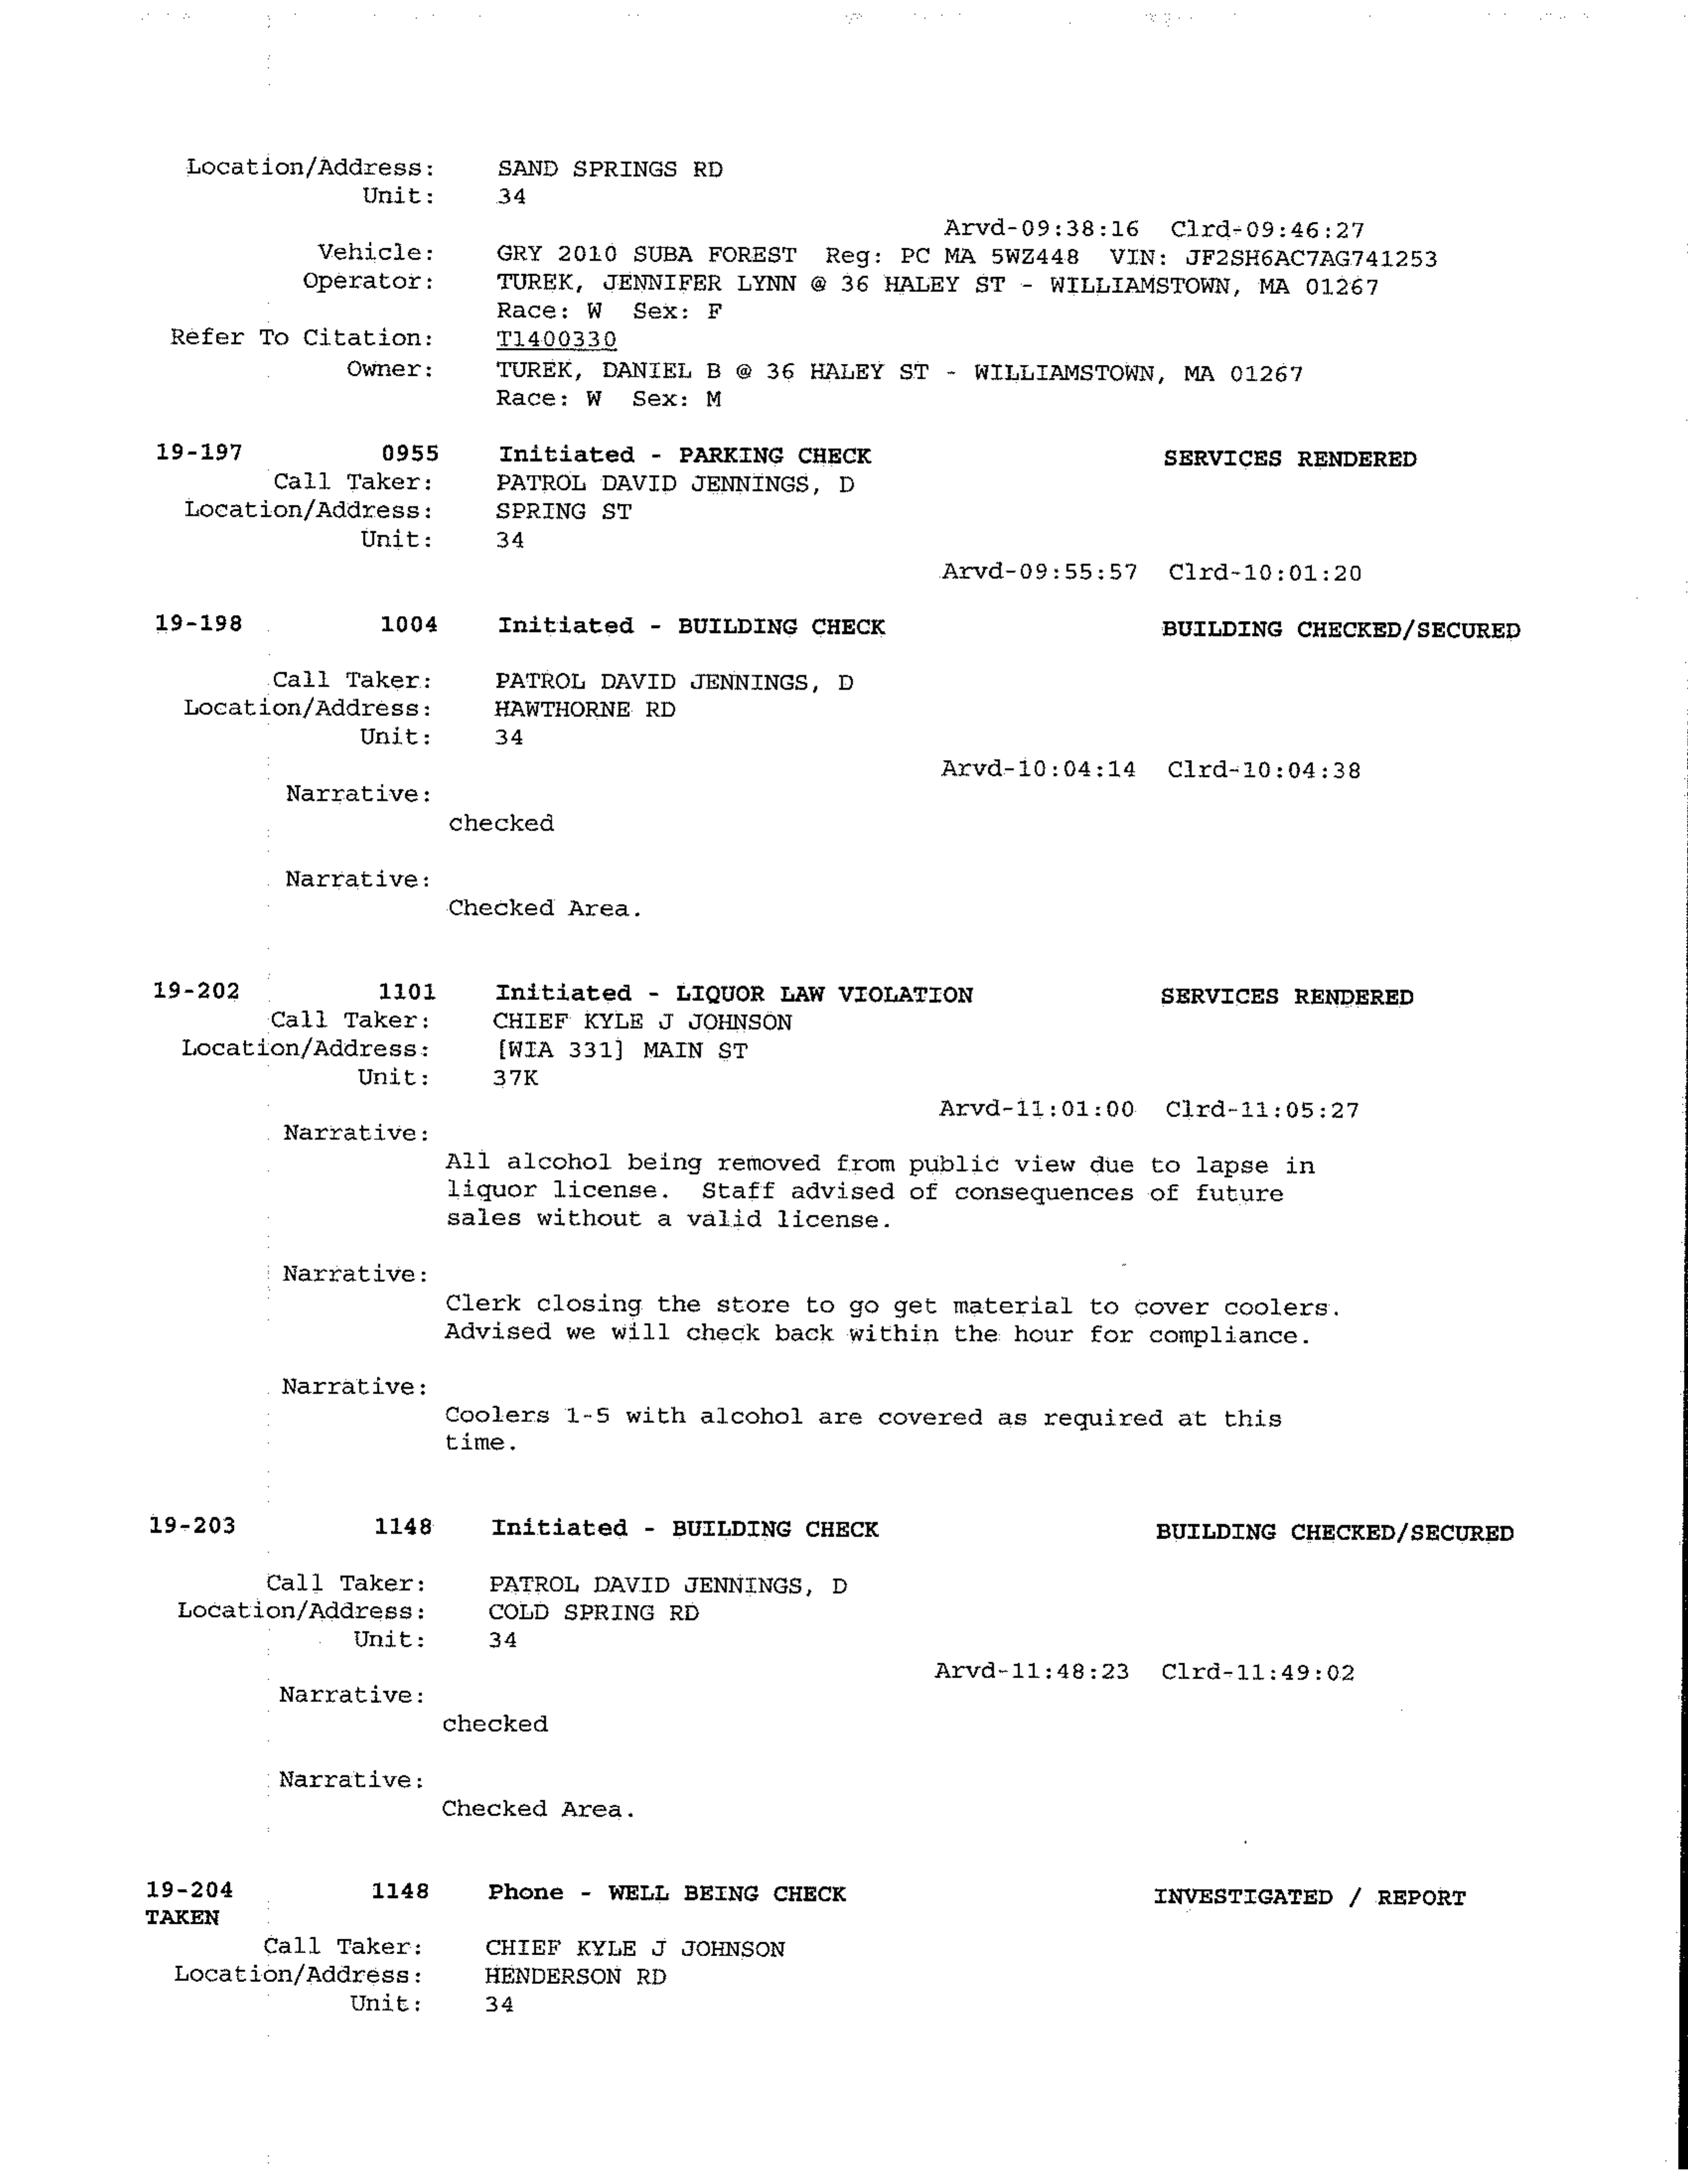 Location/Address: SAND SPRINGS RD
Unit: 34
Arvd-09:38:16 Clrd-09:46:27
Vehicle: GRY 2010 SUBA FOREST Reg: PC MA 5WZ448 VIN: JF2SH6AC7AG741253
Operator: TUREK, JENNIFER LYNN @ 36 HALEY ST - WILLIAMSTOWN, MA 01267
Race: W Sex: F
Refer To Citation: T1400330
Owner: TUREK, DANIEL B @ 36 HALEY ST - WILLIAMSTOWN, MA 01267
Race: W Sex: M
19-197 0955 Initiated - PARKING CHECK SERVICES RENDERED
Call Taker: PATROL DAVID JENNINGS, D
Location/Address: SPRING ST
Unit: 34
Arvd-09:55:57 Clrd-10:01:20
19-198 1004 Initiated - BUILDING CHECK BUILDING CHECKED/SECURED
Call Taker: PATROL DAVID JENNINGS, D
Location/Address: HAWTHORNE RD
Unit: 34
Arvd-10:04:14 Clrd-10:04:38
Narrative:
checked
Narrative:
Checked Area.
19-202 1101 Initiated - LIQUOR LAW VIOLATION SERVICES RENDERED
Call Taker: CHIEF KYLE J JOHNSON
Location/Address: [WIA 331] MAIN ST
Unit: 37K
Arvd-11:01:00 Clrd-11:05:27
Narrative:
All alcohol being removed from public view due to lapse in
liquor license. Staff advised of consequences of future
sales without a valid license.
Narrative:
Clerk closing the store to go get material to cover coolers.
Advised we will check back within the hour for compliance.
Narrative:
Coolers 1-5 with alcohol are covered as required at this
time.
19-203 1148 Initiated - BUILDING CHECK BUILDING CHECKED/SECURED
Call Taker: PATROL DAVID JENNINGS, D
Location/Address: COLD SPRING RD
Unit: 34
Arvd-11:48:23 Clrd-11:49:02
Narrative:
checked
Narrative:
Checked Area.
19-204 1148 Phone - WELL BEING CHECK INVESTIGATED / REPORT
TAKEN
Call Taker: CHIEF KYLE J JOHNSON
Location/Address: HENDERSON RD
Unit: 34